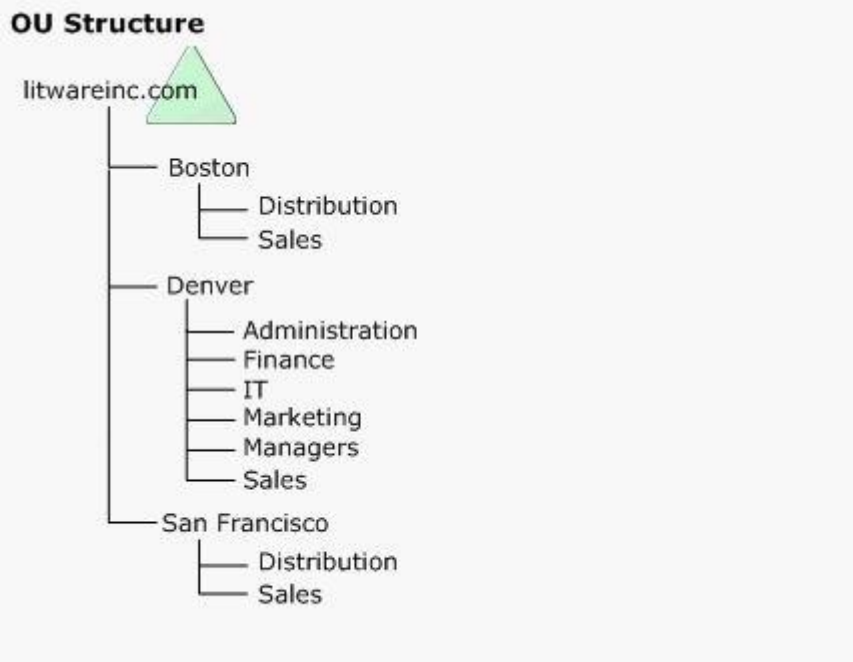 OU Structure
litwareinc.com
Boston
Distribution
Sales
Denver
Administration
Finance
IT
Marketing
Managers
Sales
San Francisco
Distribution
Sales